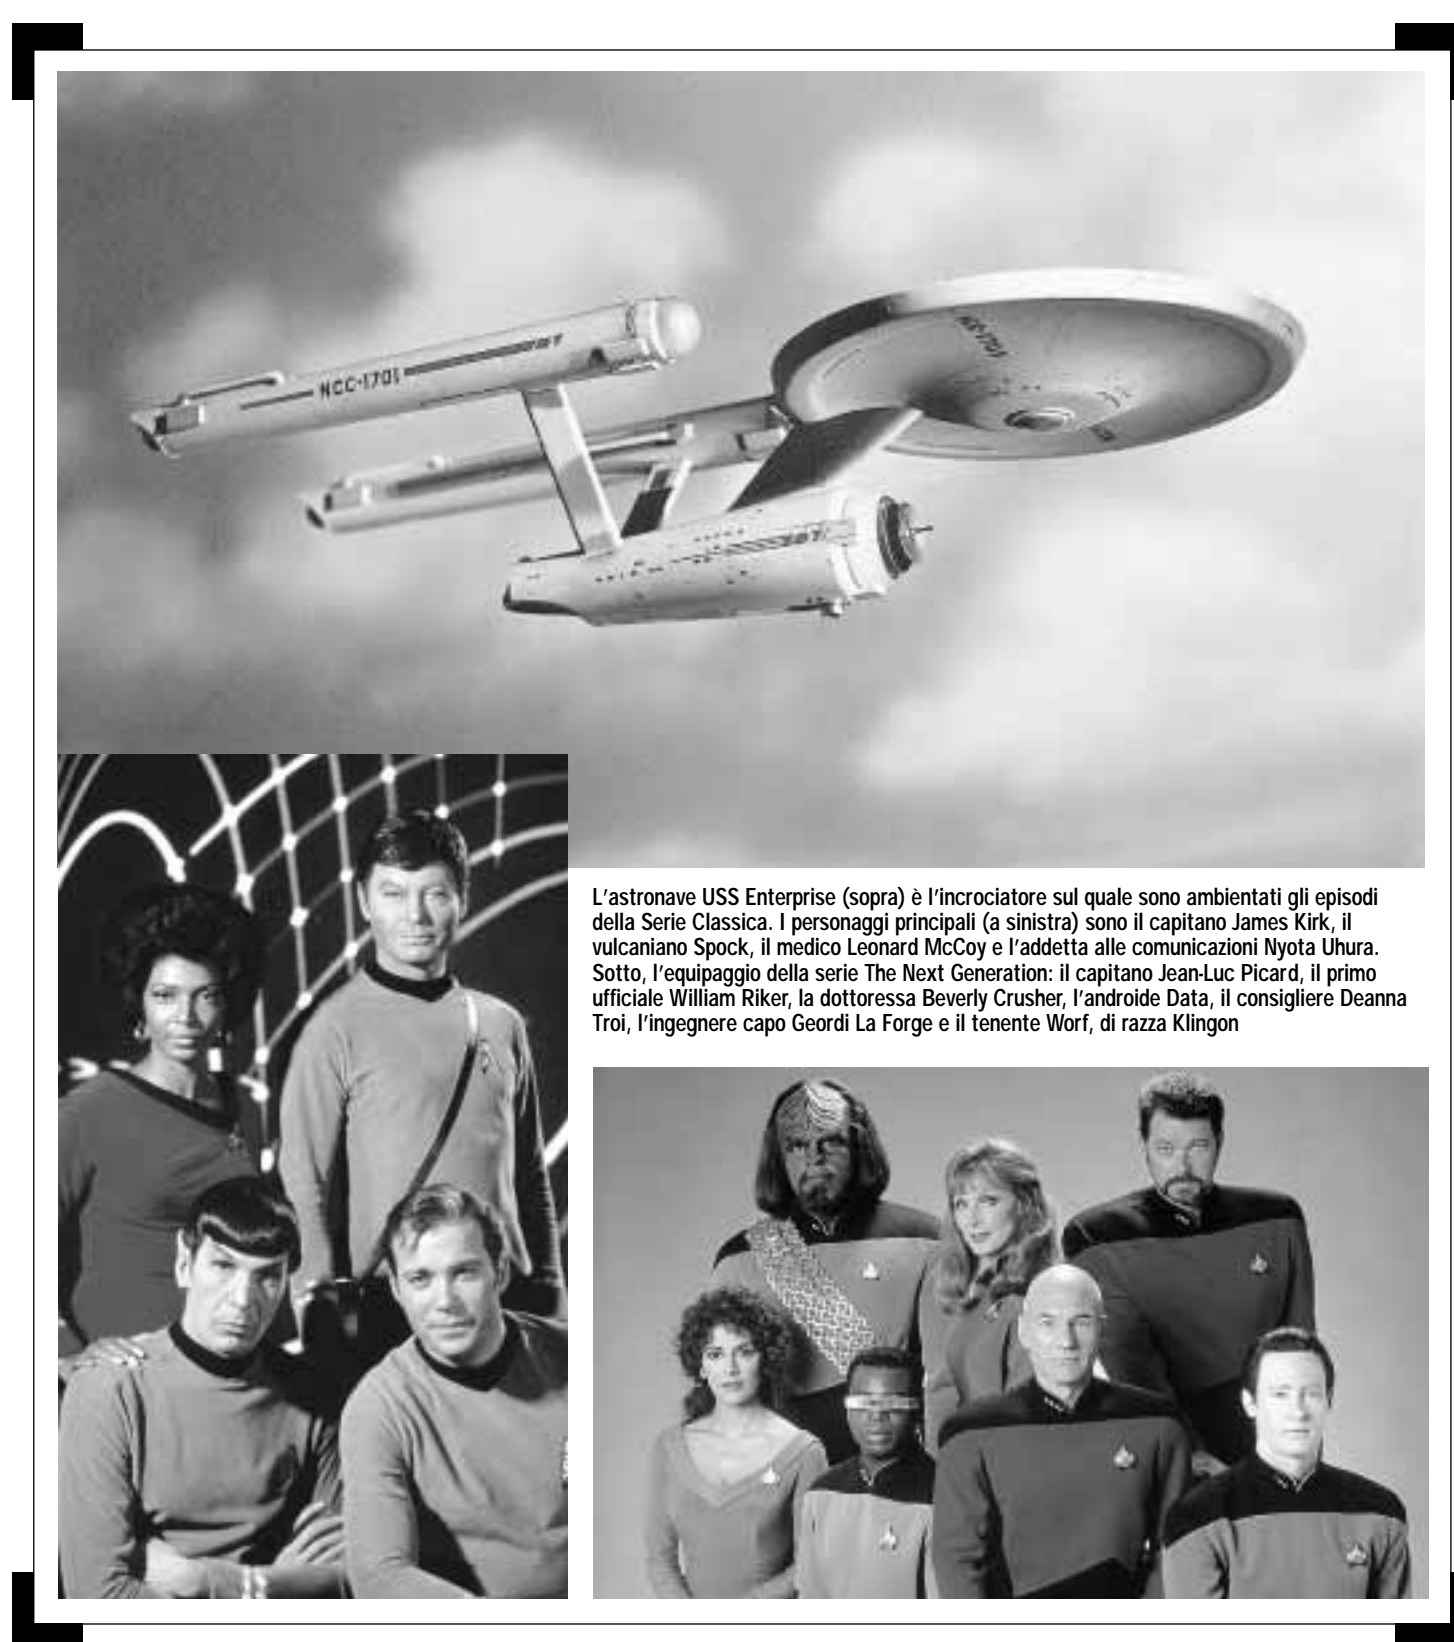 NCC-1701
NCC-1701
L'astronave USS Enterprise (sopra) è l'incrociatore sul quale sono ambientati gli episodi
della Serie Classica. I personaggi principali (a sinistra) sono il capitano James Kirk, il
vulcaniano Spock, il medico Leonard McCoy e l'addetta alle comunicazioni Nyota Uhura.
Sotto, l'equipaggio della serie The Next Generation: il capitano Jean-Luc Picard, il primo
ufficiale William Riker, la dottoressa Beverly Crusher, l'androide Data, il consigliere Deanna
Troi, l'ingegnere capo Geordi La Forge e il tenente Worf, di razza Klingon